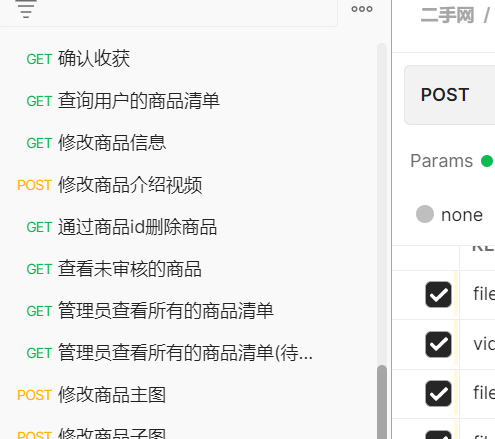 二手网 /
GET 确认收获
GET 查询用户的商品清单
POST
GET 修改商品信息
Params
POST 修改商品介绍视频
none
GET 通过商品id删除商品
GET 查看未审核的商品
file
GET 管理员查看所有的商品清单
vid
GET 管理员查看所有的商品清单(待...
POST 修改商品主图
file
POST 修改商品子图